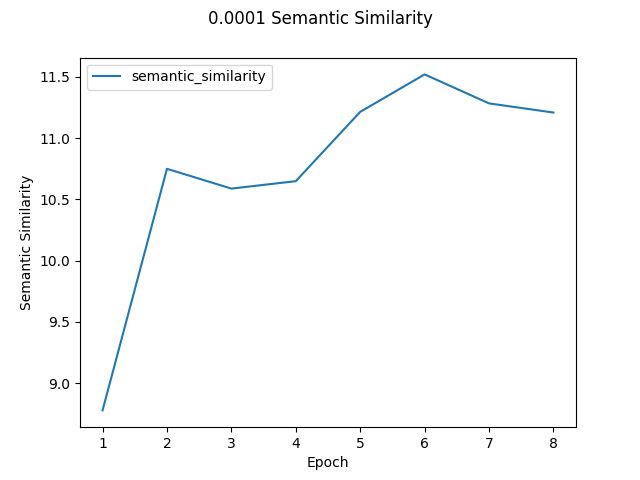 0.0001 Semantic Similarity
semantic_similarity
Semantic Similarity
11.5
11.0
10.5
10.0
9.5
9.0
1 2 3 4 5 6 7 8
Epoch